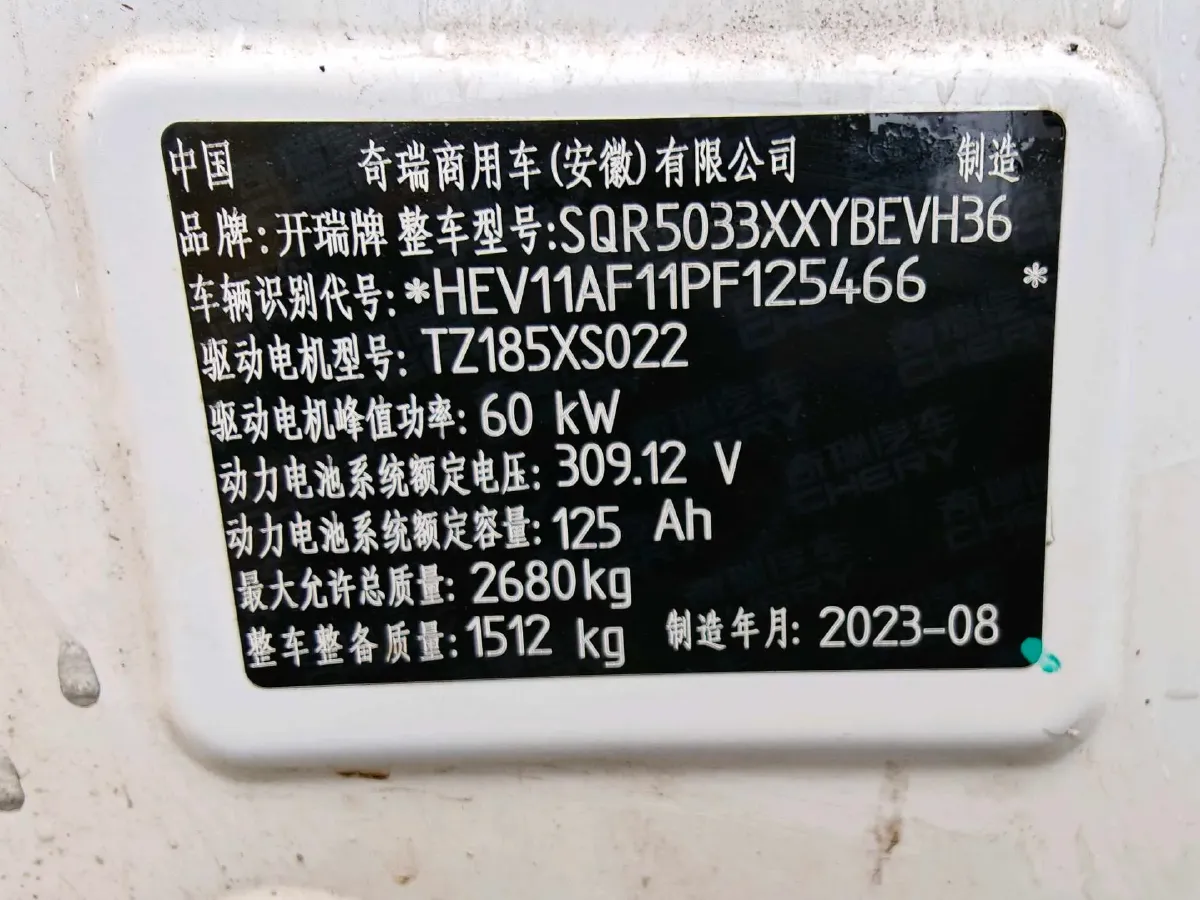 中国 奇瑞商用车(安徽)有限公司 制造
品牌:开瑞牌 整车型号:SQR5033XXYBEVH36
车辆识别代号:*HEV11AF11PF125466 *
驱动电机型号: TZ185XS022
驱动电机峰值功率: 60 kW
动力电池系统额定电压: 309.12 V
动力电池系统额定容量: 125 Ah
最大允许总质量: 2680kg
整车整备质量: 1512 kg 制造年月: 2023-08